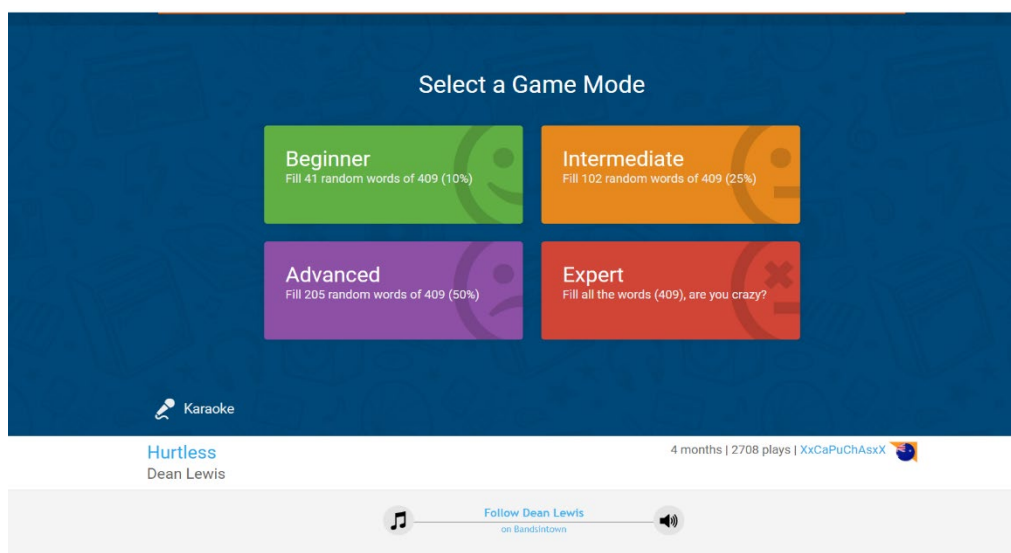 Select a Game Mode
Beginner
Fill 41 random words of 409 (10%)
Intermediate
Fill 102 random words of 409 (25%)
Advanced
Fill 205 random words of 409 (50%)
Expert
Fill all the words (409), are you crazy?
Karaoke
Hurtless
4 months | 2708 plays | XxCaPuChAsxX
Dean Lewis
Follow Dean Lewis
on Bandsintown